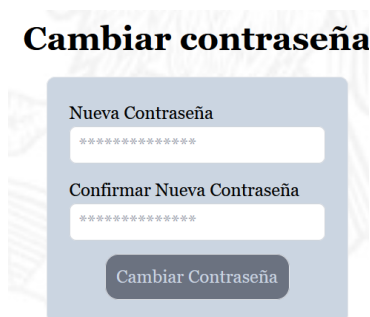 Cambiar contraseña
Nueva Contraseña
**************
Confirmar Nueva Contraseña
**************
Cambiar Contraseña